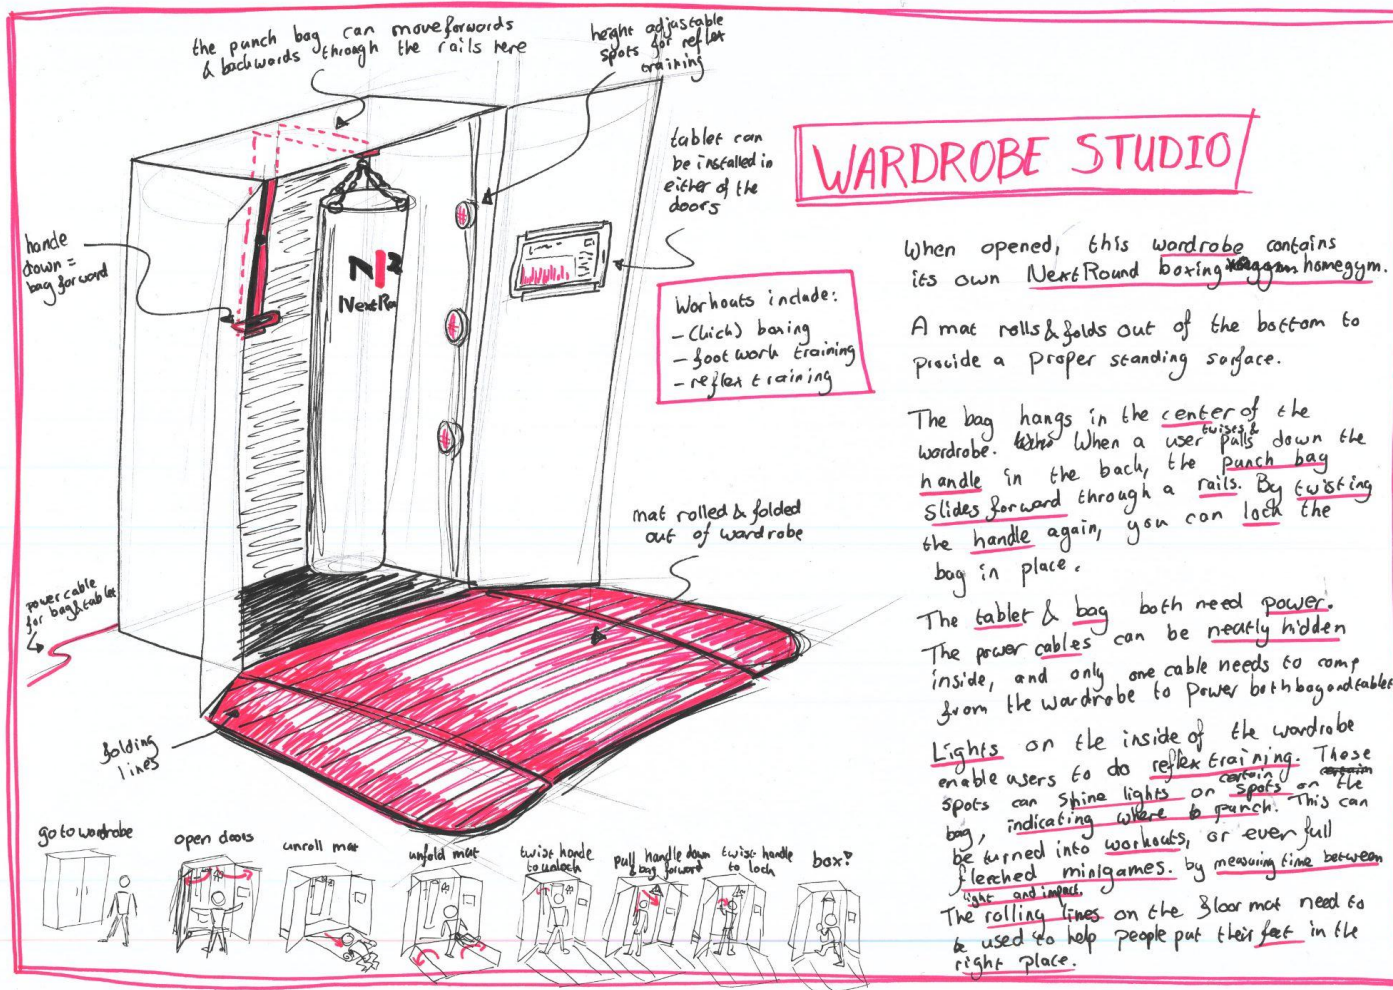 the punch bag can move forwards
& backwards through the rails here
height adjustable
spots for reflex
training
tablet can
be installed in
either of the
doors
hande
down =
bag forward
N2
NextRou
Workouts include:
- (kick) boxing
- foot work training
- reflex training
mat rolled & folded
out of wardrobe
power cable
for bag & tablet
folding
lines
WARDROBE STUDIO
When opened, this wardrobe contains
its own NextRound boxing homegym.
A mat rolls & folds out of the bottom to
provide a proper standing surface.
The bag hangs in the center of the
wardrobe. When a user twises & pulls down the
handle in the back, the punch bag
slides forward through a rails. By twisting
the handle again, you can lock the
bag in place.
The tablet & bag both need power.
The power cables can be neatly hidden
inside, and only one cable needs to come
from the wardrobe to power both bag and tablet
Lights on the inside of the wardrobe
enable users to do reflex training. These
spots can shine lights on certain spots on the
bag, indicating where to punch. This can
be turned into workouts, or even full
flerched minigames. by measuring time between
light and impact.
The rolling lines on the floor mat need to
be used to help people put their feet in the
right place.
go to wardrobe
open doors
unroll mat
unfold mat
twist hande
to unlock
pull handle down
& bag forward
twist handle
to lock
box!